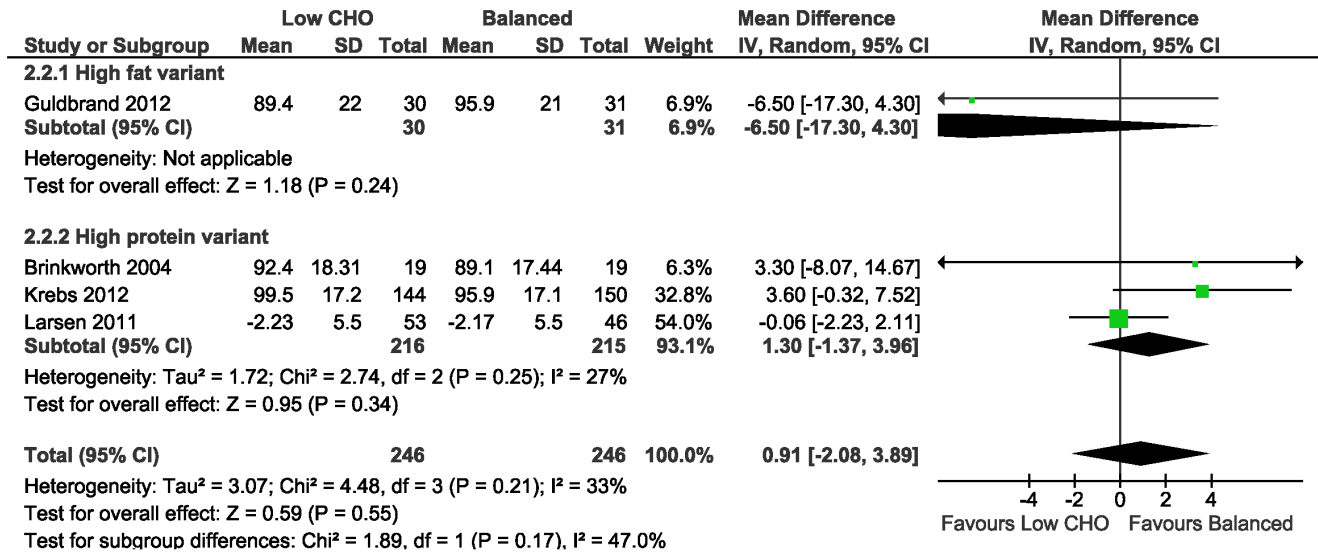 Low CHO Balanced Mean Difference Mean Difference
Study or Subgroup Mean SD Total Mean SD Total Weight IV, Random, 95% CI IV, Random, 95% CI
2.2.1 High fat variant
Guldbrand 2012 89.4 22 30 95.9 21 31 6.9% -6.50 [-17.30, 4.30]
Subtotal (95% CI) 30 31 6.9% -6.50 [-17.30, 4.30]
Heterogeneity: Not applicable
Test for overall effect: Z = 1.18 (P = 0.24)
2.2.2 High protein variant
Brinkworth 2004 92.4 18.31 19 89.1 17.44 19 6.3% 3.30 [-8.07, 14.67]
Krebs 2012 99.5 17.2 144 95.9 17.1 150 32.8% 3.60 [-0.32, 7.52]
Larsen 2011 -2.23 5.5 53 -2.17 5.5 46 54.0% -0.06 [-2.23, 2.11]
Subtotal (95% CI) 216 215 93.1% 1.30 [-1.37, 3.96]
Heterogeneity: Tau² = 1.72; Chi² = 2.74, df = 2 (P = 0.25); I² = 27%
Test for overall effect: Z = 0.95 (P = 0.34)
Total (95% CI) 246 246 100.0% 0.91 [-2.08, 3.89]
Heterogeneity: Tau² = 3.07; Chi² = 4.48, df = 3 (P = 0.21); I² = 33%
-4 -2 0 2 4
Test for overall effect: Z = 0.59 (P = 0.55)
Favours Low CHO Favours Balanced
Test for subgroup differences: Chi² = 1.89, df = 1 (P = 0.17), I² = 47.0%